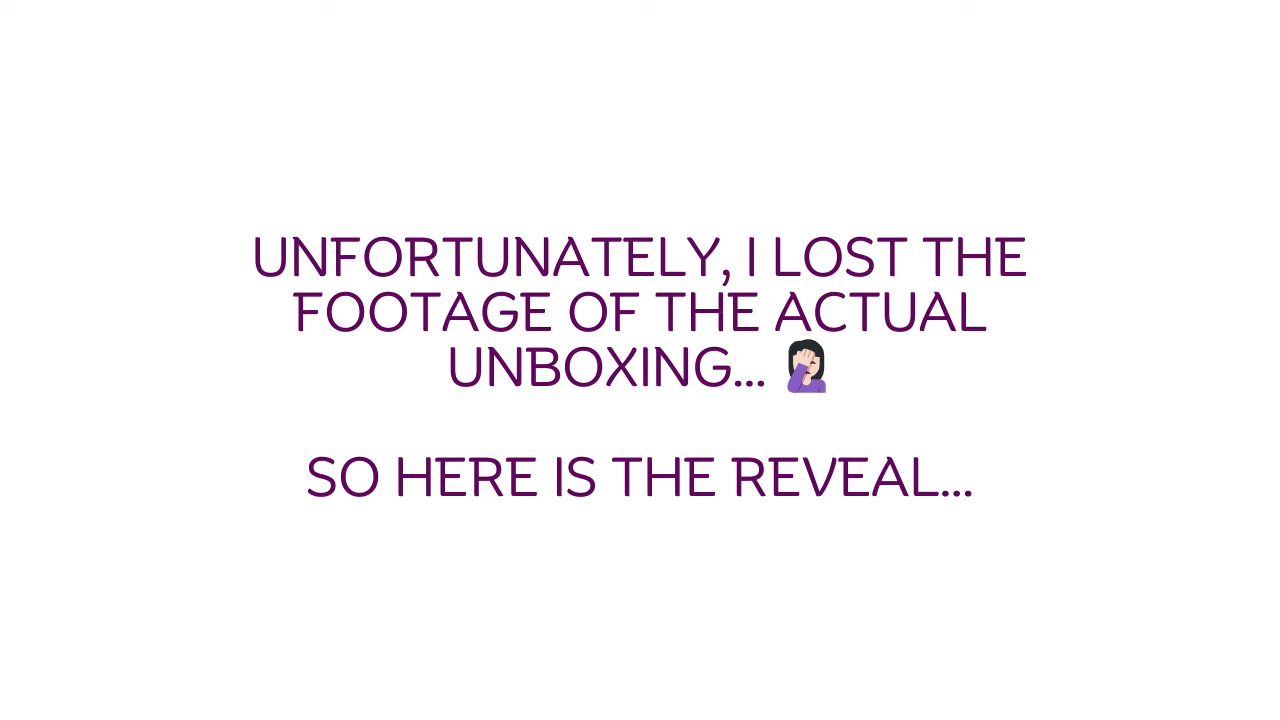 UNFORTUNATELY, I LOST THE
FOOTAGE OF THE ACTUAL
UNBOXING... 🤦🏻‍♀️
SO HERE IS THE REVEAL...